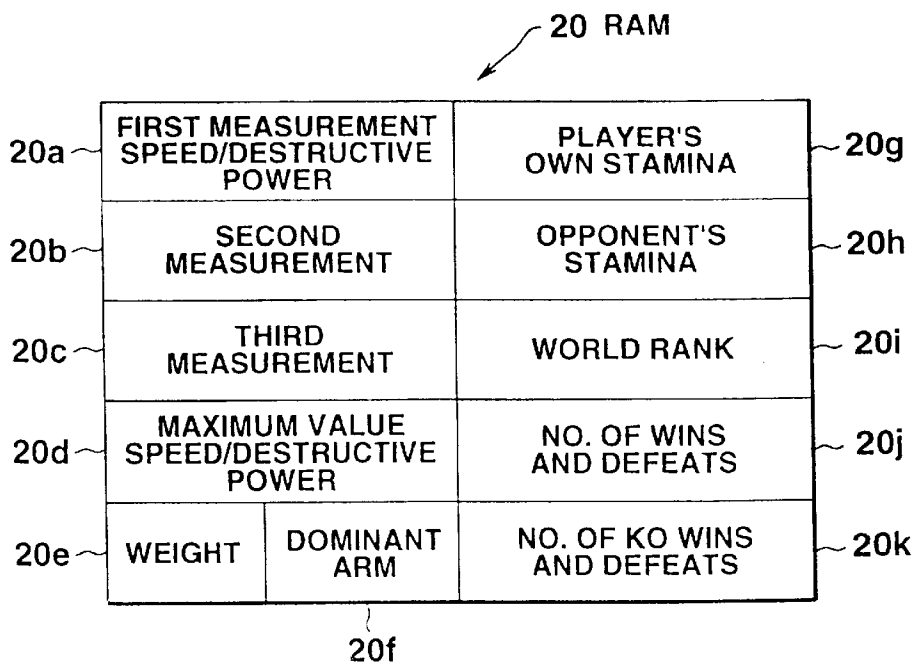 20 RAM
20a
FIRST MEASUREMENT
SPEED/DESTRUCTIVE
POWER
PLAYER'S
OWN STAMINA
20g
20b
SECOND
MEASUREMENT
OPPONENT'S
STAMINA
20h
20c
THIRD
MEASUREMENT
WORLD RANK
20i
20d
MAXIMUM VALUE
SPEED/DESTRUCTIVE
POWER
NO. OF WINS
AND DEFEATS
20j
20e
WEIGHT
DOMINANT
ARM
NO. OF KO WINS
AND DEFEATS
20k
20f